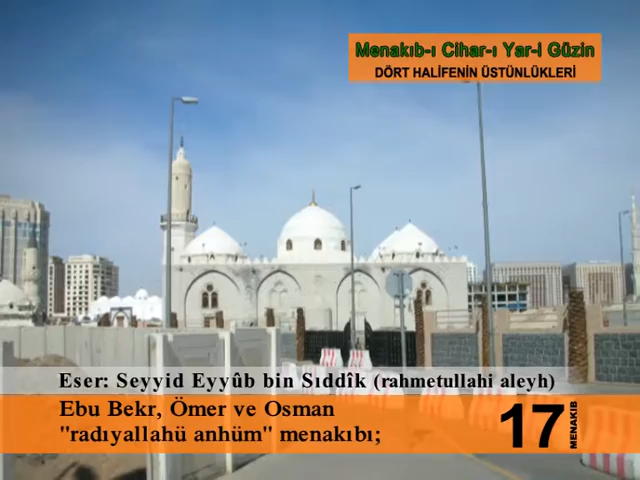 Menakıb-ı Cihar-ı Yar-i Güzin
DÖRT HALİFENİN ÜSTÜNLÜKLERİ
Eser: Seyyid Eyyûb bin Sıddîk (rahmetullahi aleyh)
Ebu Bekr, Ömer ve Osman
"radıyallahü anhüm" menakıbı;
17
MENAKIB